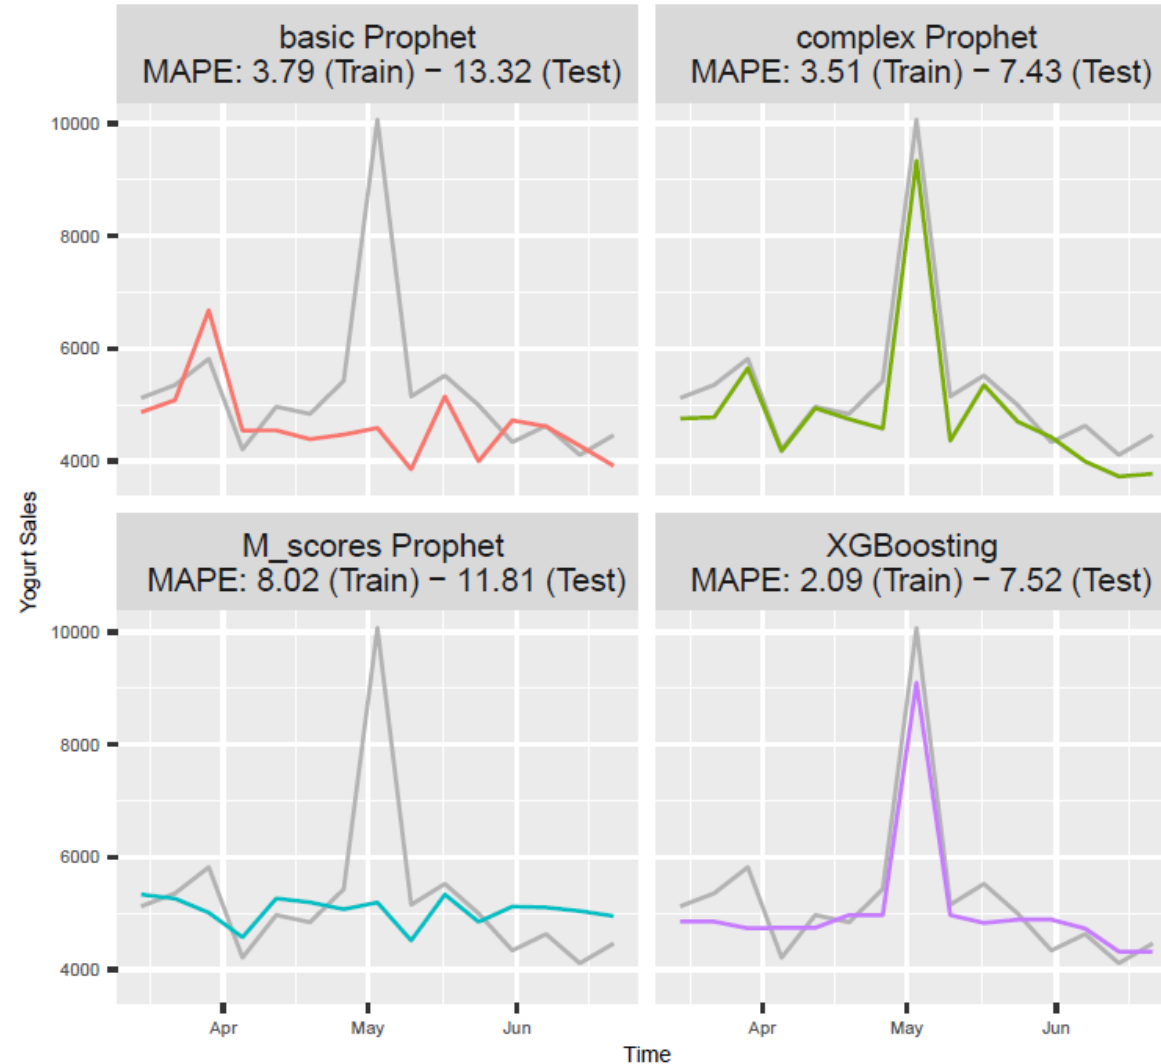 basic Prophet
MAPE: 3.79 (Train) − 13.32 (Test)
complex Prophet
MAPE: 3.51 (Train) − 7.43 (Test)
10000
8000
6000
4000
M_scores Prophet
MAPE: 8.02 (Train) − 11.81 (Test)
XGBoosting
MAPE: 2.09 (Train) − 7.52 (Test)
Yogurt Sales
10000
8000
6000
4000
Apr
May
Jun
Apr
May
Jun
Time